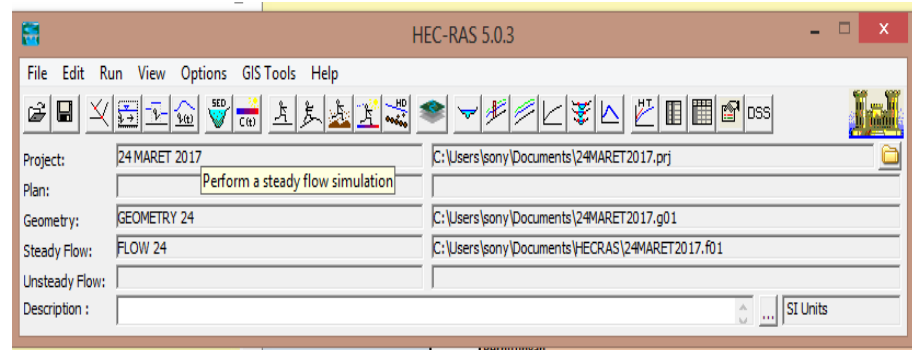 HEC-RAS 5.0.3
File Edit Run View Options GIS Tools Help
SED C(t) HD HT DSS
Project: 24 MARET 2017 C:\Users\sony\Documents\24MARET2017.prj
Perform a steady flow simulation
Plan:
Geometry: GEOMETRY 24 C:\Users\sony\Documents\24MARET2017.g01
Steady Flow: FLOW 24 C:\Users\sony\Documents\HECRAS\24MARET2017.f01
Unsteady Flow:
Description : ... SI Units